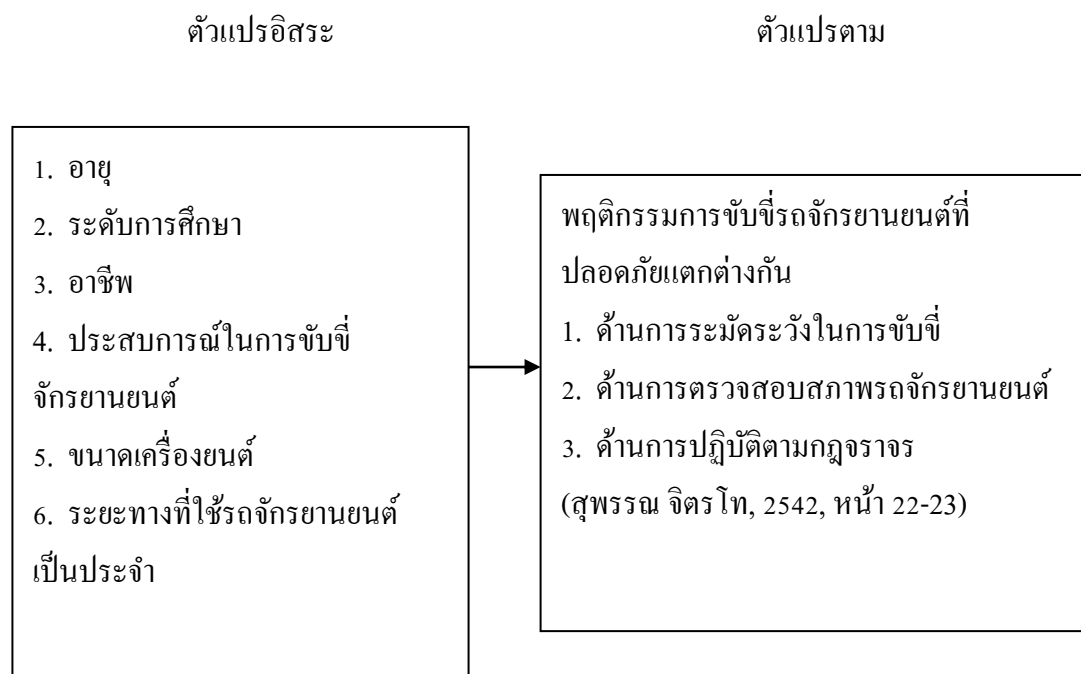 ตัวแปรอิสระ
ตัวแปรตาม
1. อายุ
2. ระดับการศึกษา
3. อาชีพ
4. ประสบการณ์ในการขับขี่
จักรยานยนต์
5. ขนาดเครื่องยนต์
6. ระยะทางที่ใช้รถจักรยานยนต์
เป็นประจำ
พฤติกรรมการขับขี่รถจักรยานยนต์ที่
ปลอดภัยแตกต่างกัน
1. ด้านการระมัดระวังในการขับขี่
2. ด้านการตรวจสอบสภาพรถจักรยานยนต์
3. ด้านการปฏิบัติตามกฎจราจร
(สุพรรณ จิตรโท, 2542, หน้า 22-23)